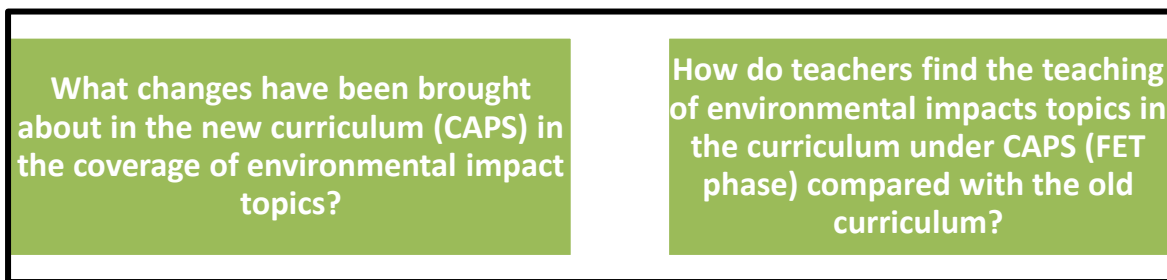 What changes have been brought
about in the new curriculum (CAPS) in
the coverage of environmental impact
topics?
How do teachers find the teaching
of environmental impacts topics in
the curriculum under CAPS (FET
phase) compared with the old
curriculum?